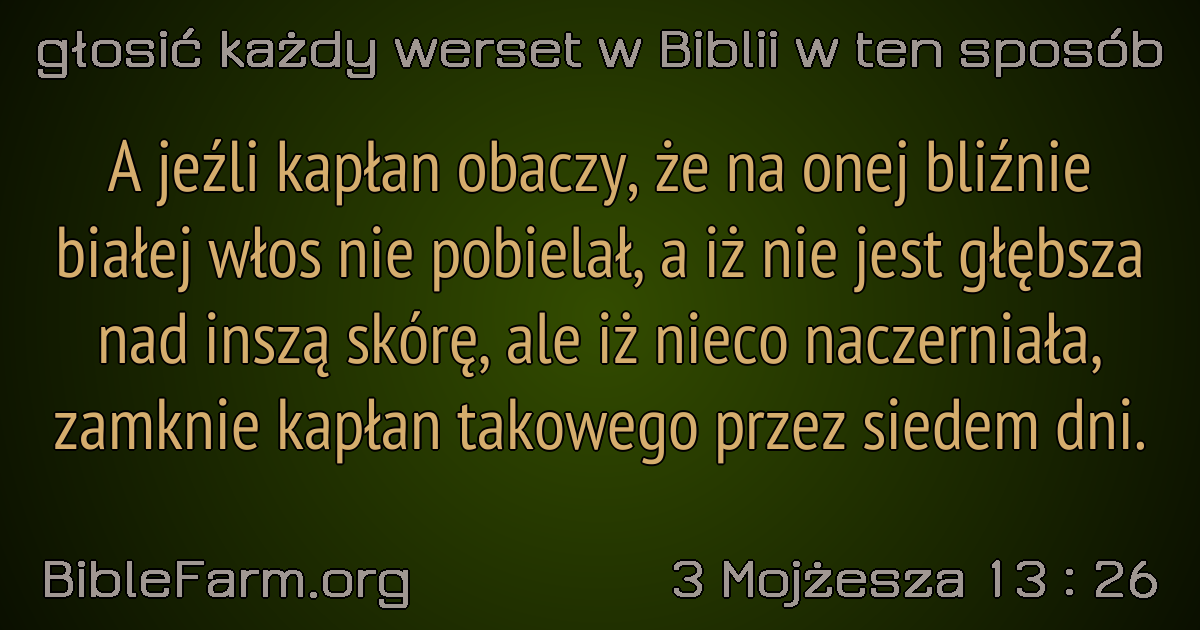 głosić każdy werset w Biblii w ten sposób
A jeźli kapłan obaczy, że na onej bliźnie
białej włos nie pobielał, a iż nie jest głębsza
nad inszą skórę, ale iż nieco naczerniała,
zamknie kapłan takowego przez siedem dni.
BibleFarm.org 3 Mojżesza 13 : 26